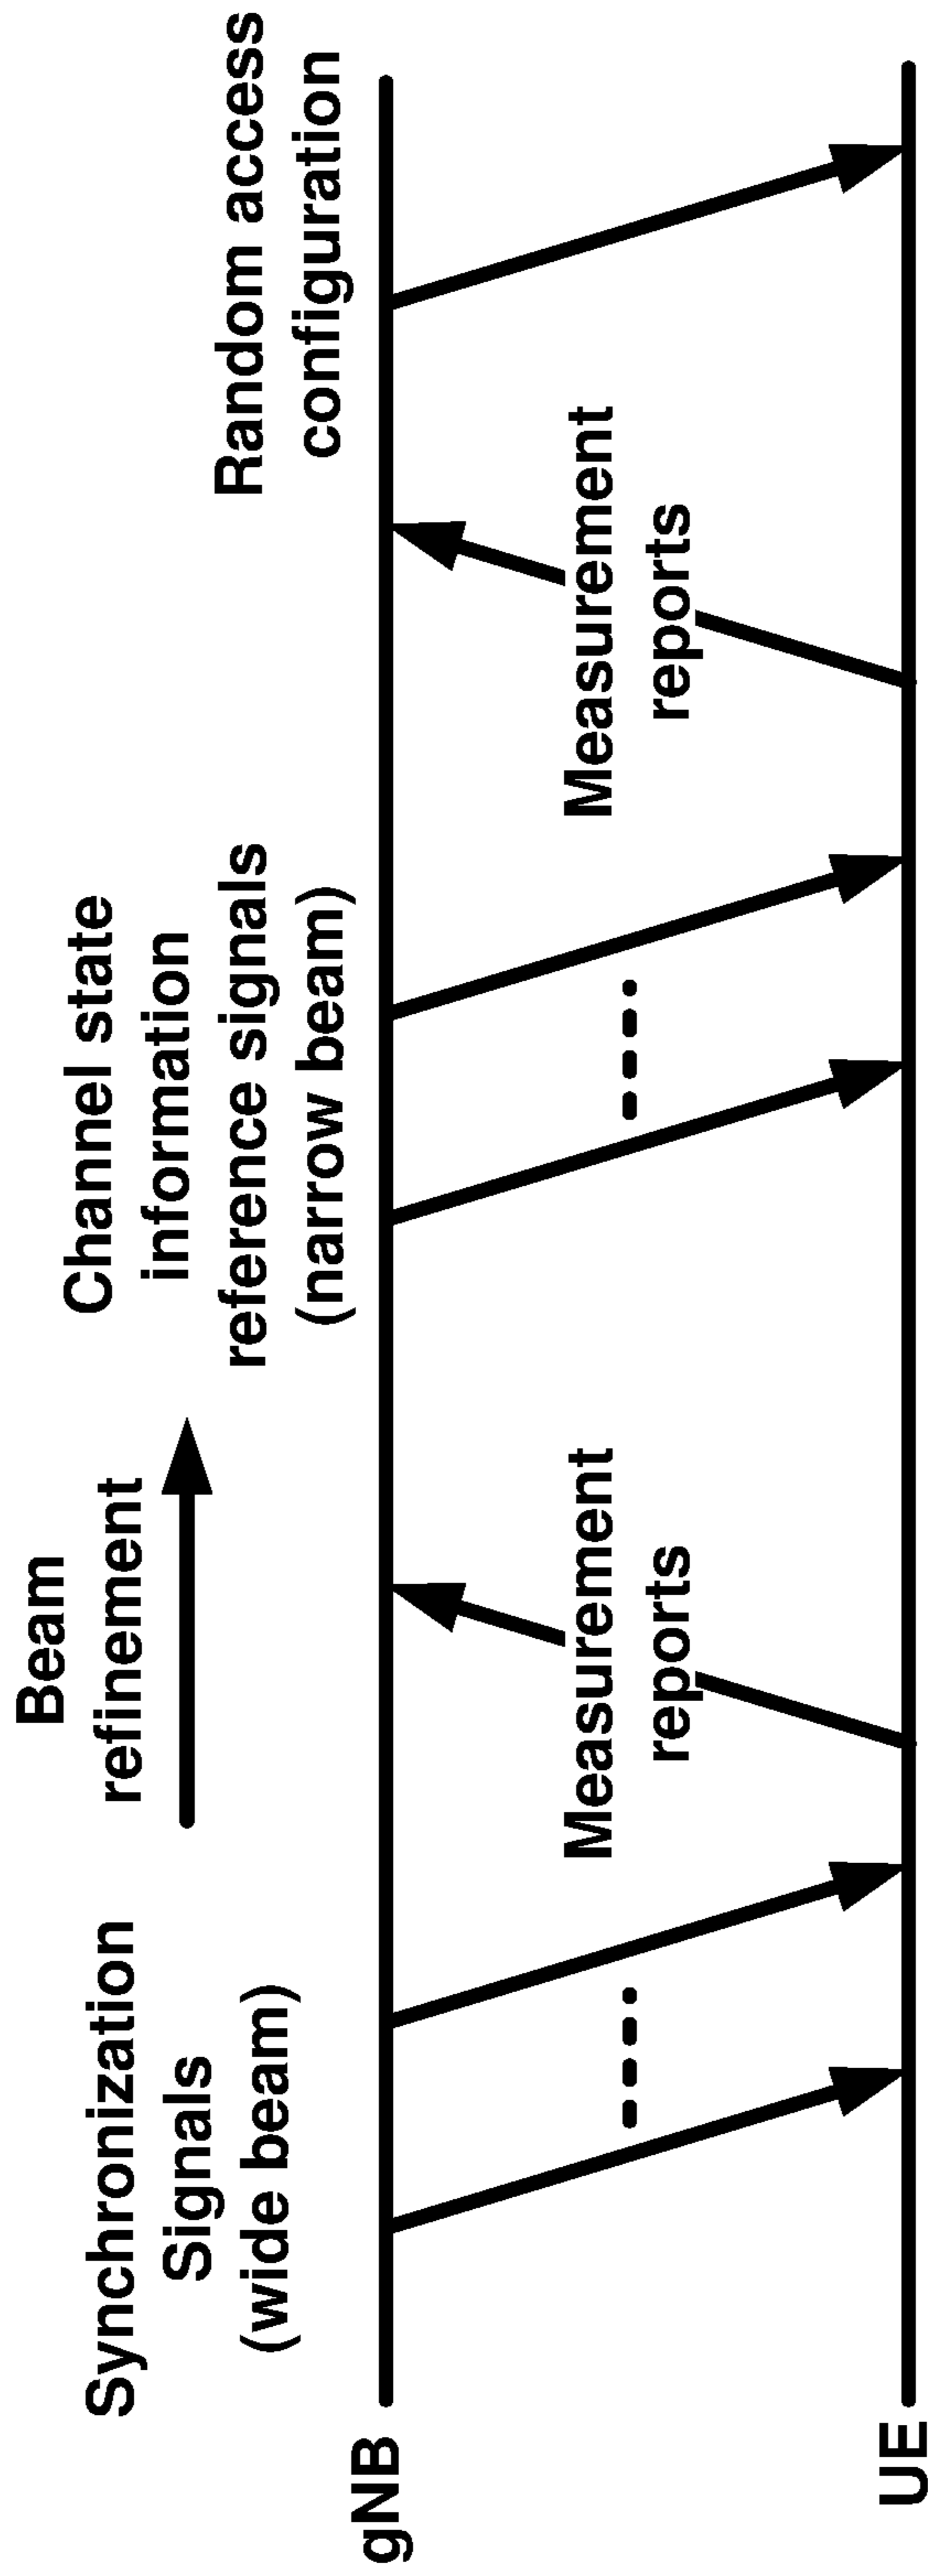 Synchronization
Signals
(wide beam)
Beam
refinement
Channel state
information
reference signals
(narrow beam)
Random access
configuration
gNB
Measurement
reports
Measurement
reports
UE